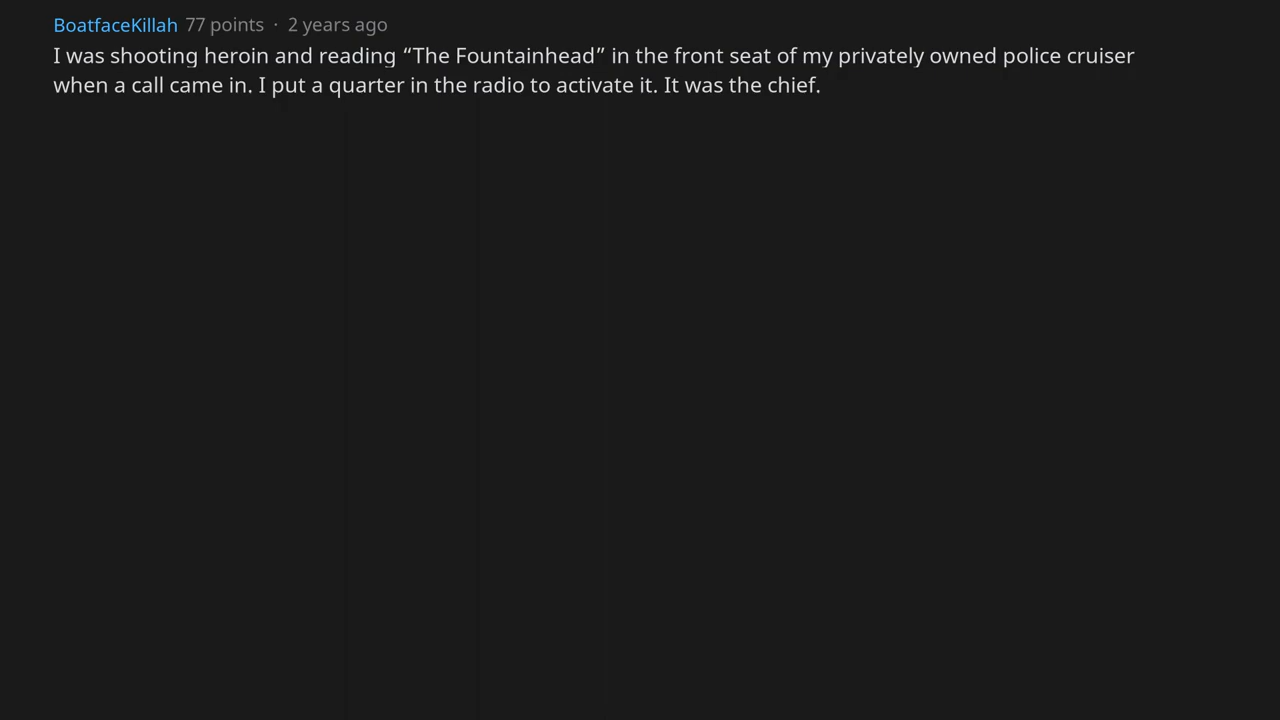 BoatfaceKillah 77 points · 2 years ago
I was shooting heroin and reading “The Fountainhead” in the front seat of my privately owned police cruiser
when a call came in. I put a quarter in the radio to activate it. It was the chief.